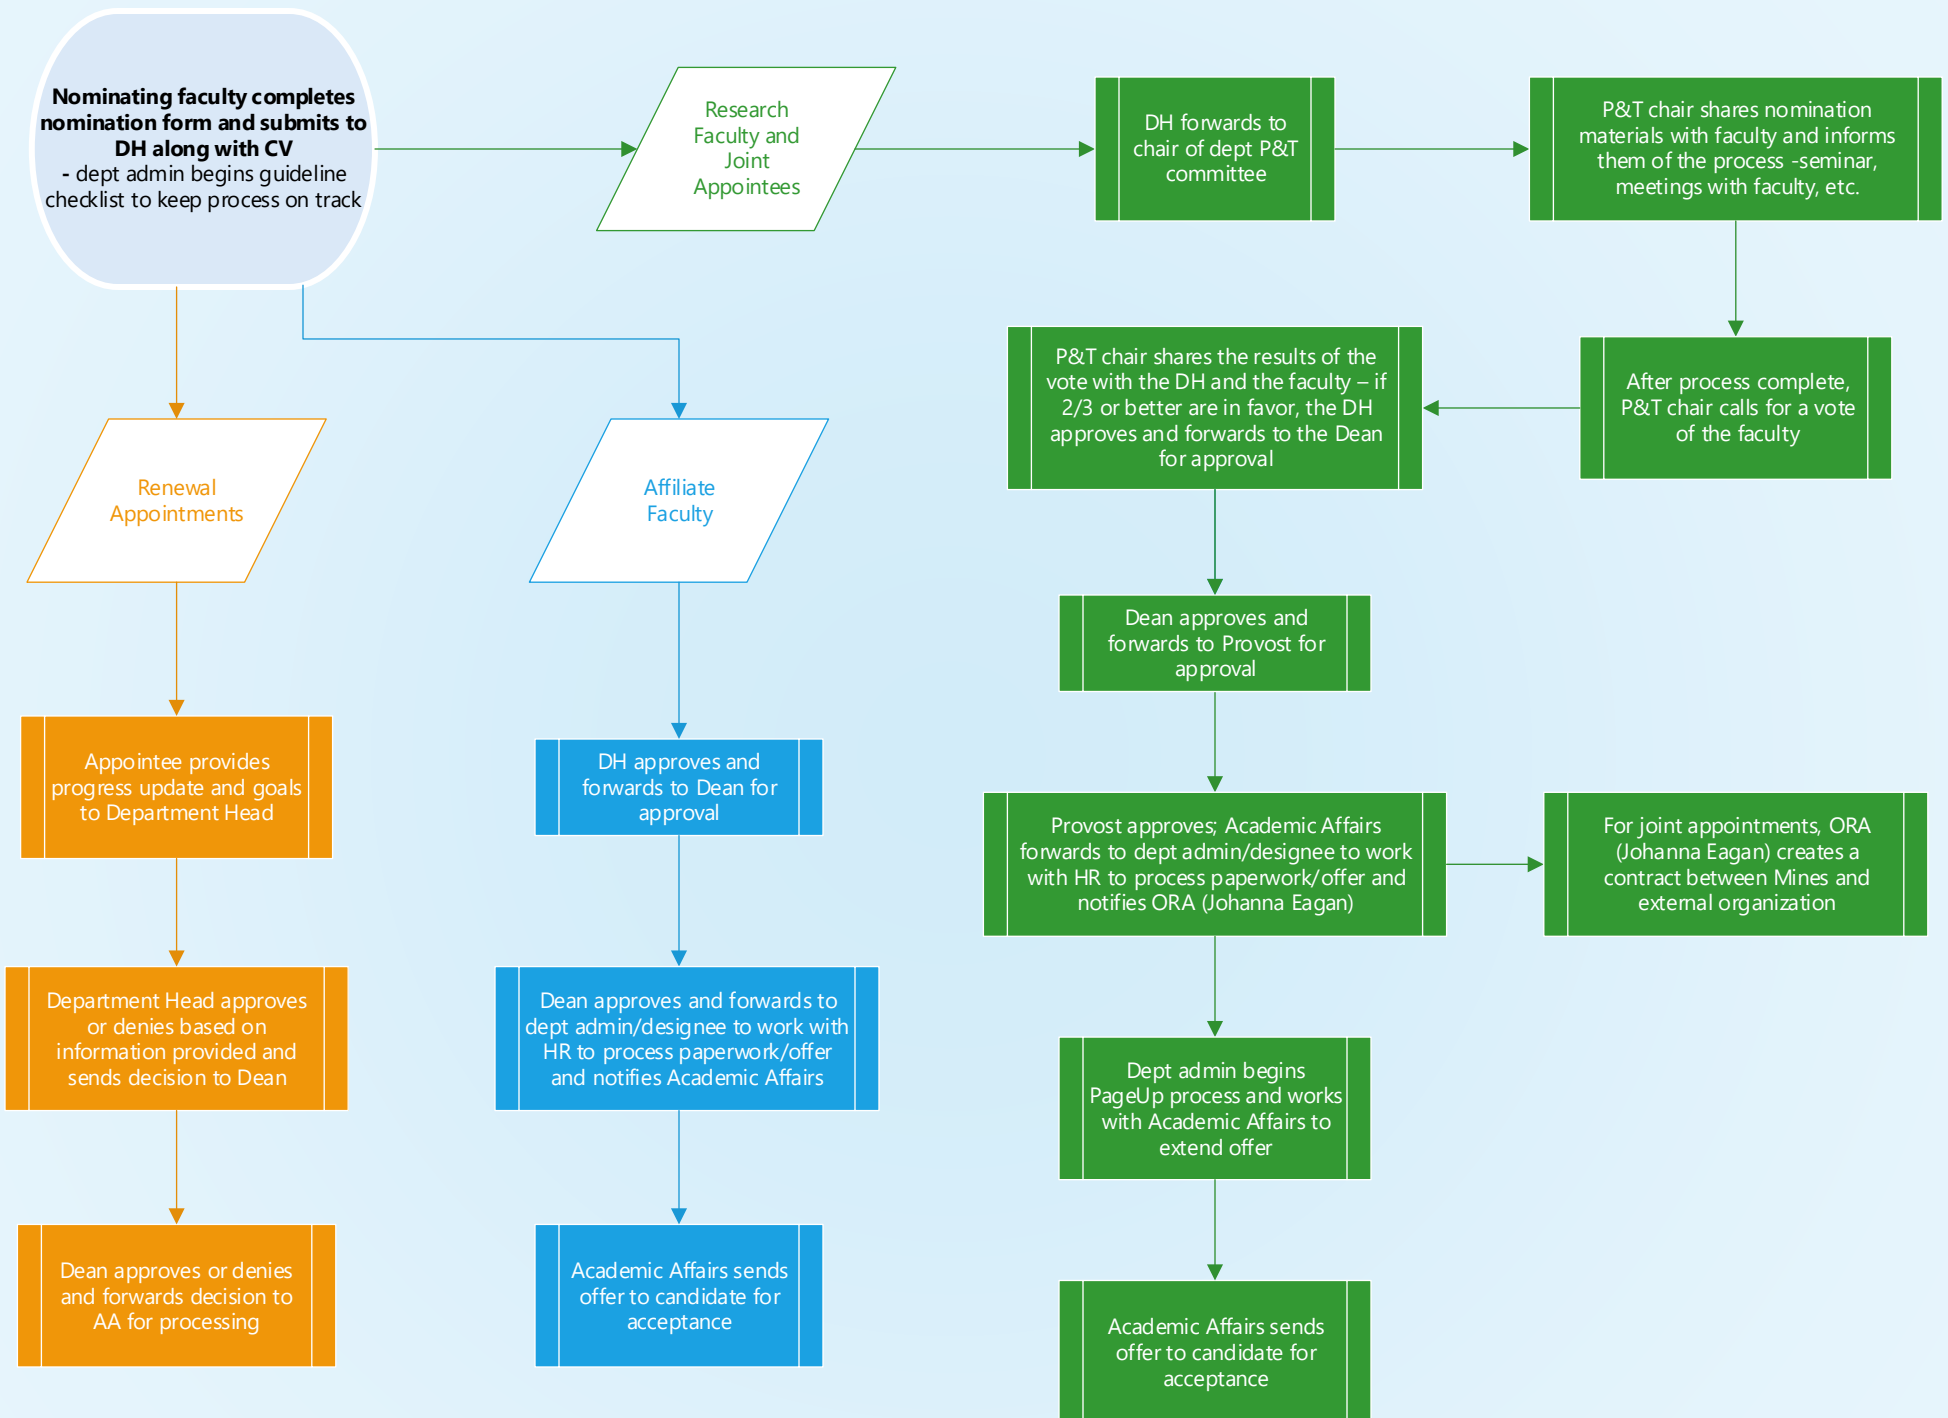 Nominating faculty completes
nomination form and submits to
DH along with CV
- dept admin begins guideline
checklist to keep process on track
Research
Faculty and
Joint
Appointees
DH forwards to
chair of dept P&T
committee
P&T chair shares nomination
materials with faculty and informs
them of the process -seminar,
meetings with faculty, etc.
After process complete,
P&T chair calls for a vote
of the faculty
P&T chair shares the results of the
vote with the DH and the faculty – if
2/3 or better are in favor, the DH
approves and forwards to the Dean
for approval
Dean approves and
forwards to Provost for
approval
Provost approves; Academic Affairs
forwards to dept admin/designee to work
with HR to process paperwork/offer and
notifies ORA (Johanna Eagan)
For joint appointments, ORA
(Johanna Eagan) creates a
contract between Mines and
external organization
Dept admin begins
PageUp process and works
with Academic Affairs to
extend offer
Academic Affairs sends
offer to candidate for
acceptance
Affiliate
Faculty
DH approves and
forwards to Dean for
approval
Dean approves and forwards to
dept admin/designee to work with
HR to process paperwork/offer
and notifies Academic Affairs
Academic Affairs sends
offer to candidate for
acceptance
Renewal
Appointments
Appointee provides
progress update and goals
to Department Head
Department Head approves
or denies based on
information provided and
sends decision to Dean
Dean approves or denies
and forwards decision to
AA for processing